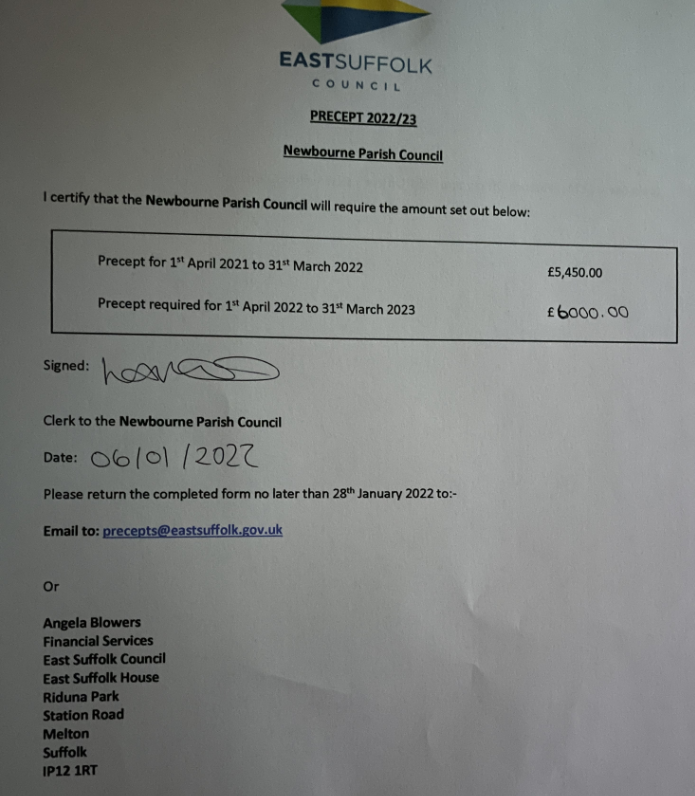 EASTSUFFOLK
COUNCIL
PRECEPT 2022/23
Newbourne Parish Council
I certify that the Newbourne Parish Council will require the amount set out below:
Precept for 1st April 2021 to 31st March 2022 £5,450.00
Precept required for 1st April 2022 to 31st March 2023 £6000.00
Signed:
Clerk to the Newbourne Parish Council
Date: 06/01/2022
Please return the completed form no later than 28th January 2022 to:-
Email to: precepts@eastsuffolk.gov.uk
Or
Angela Blowers
Financial Services
East Suffolk Council
East Suffolk House
Riduna Park
Station Road
Melton
Suffolk
IP12 1RT